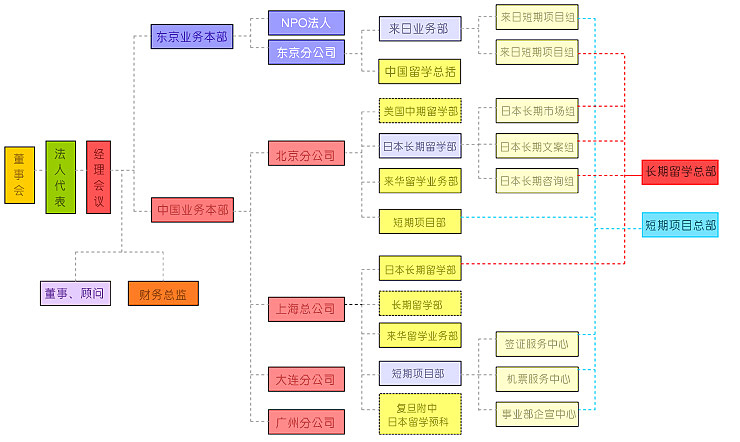 董事会
法人代表
经理会议
董事、顾问
财务总监
东京业务本部
中国业务本部
NPO法人
东京分公司
北京分公司
上海总公司
大连分公司
广州分公司
来日业务部
中国留学总括
美国中期留学部
日本长期留学部
来华留学业务部
短期项目部
日本长期留学部
长期留学部
来华留学业务部
短期项目部
复旦附中
日本留学预科
来日短期项目组
来日短期项目组
日本长期市场组
日本长期文案组
日本长期咨询组
签证服务中心
机票服务中心
事业部企宣中心
长期留学总部
短期项目总部